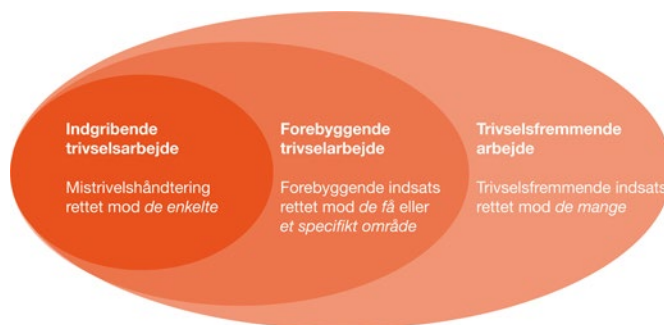 Indgribende
trivselsarbejde
Mistrivelshåndtering
rettet mod de enkelte
Forebyggende
trivselarbejde
Forebyggende indsats
rettet mod de få eller
et specifikt område
Trivselsfremmende
arbejde
Trivselsfremmende indsats
rettet mod de mange